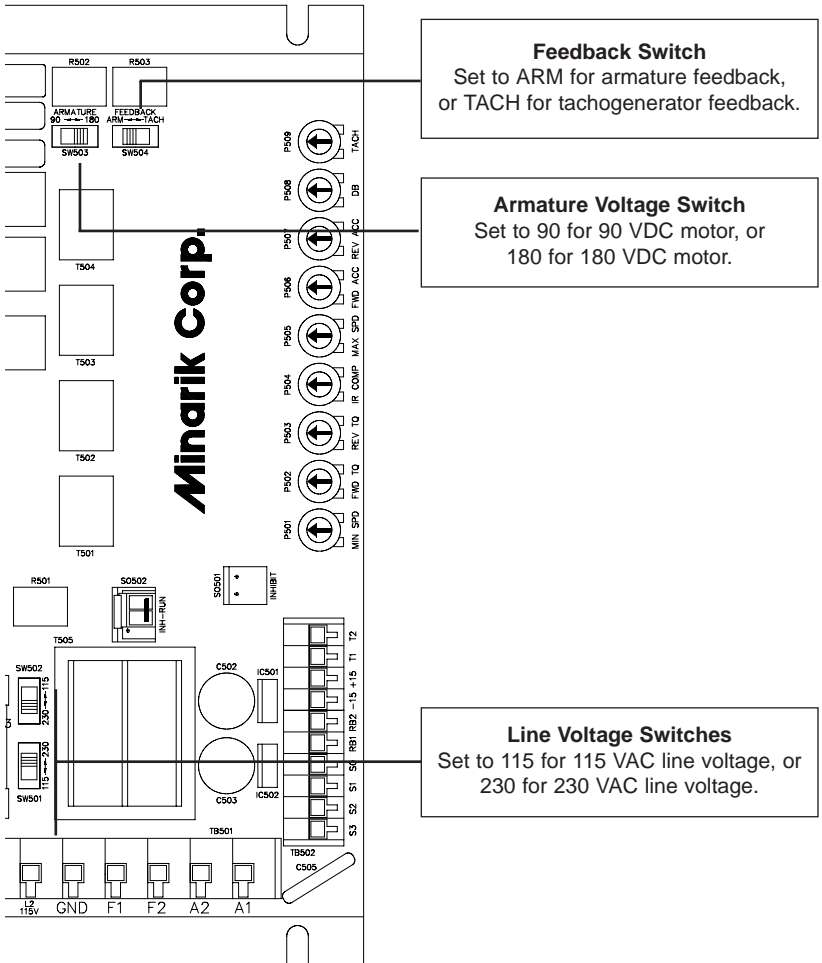 R502
R503
ARMATURE
90 180
SW503
FEEDBACK
ARM TACH
SW504
Feedback Switch
Set to ARM for armature feedback,
or TACH for tachogenerator feedback.
P509
TACH
P508
DB
Armature Voltage Switch
Set to 90 for 90 VDC motor, or
180 for 180 VDC motor.
P507
REV ACC
T504
P506
FWD ACC
Minarik Corp.
P505
MAX SPD
T503
P504
IR COMP
P503
REV TQ
T502
P502
FWD TQ
P501
MIN SPD
T501
R501
SO502
INH-RUN
SO501
INHIBIT
T505
SW502
230 115
C502
IC501
T2
T1
+15
-15
RB2
RB1
S0
S1
S2
S3
3
115 230
SW501
C503
IC502
Line Voltage Switches
Set to 115 for 115 VAC line voltage, or
230 for 230 VAC line voltage.
TB501
TB502
C505
L2
115V
GND
F1
F2
A2
A1